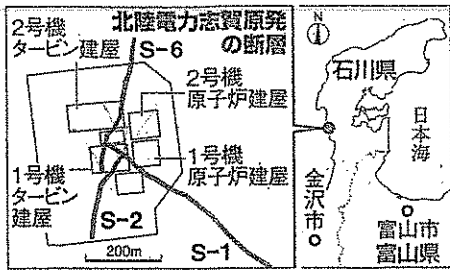 北陸電力志賀原発
の断層
2号機
タービン建屋
S-6
2号機
原子炉建屋
1号機
原子炉建屋
1号機
タービン
建屋
S-2
S-1
200m
N
石川県
日本海
金沢市
富山市
富山県